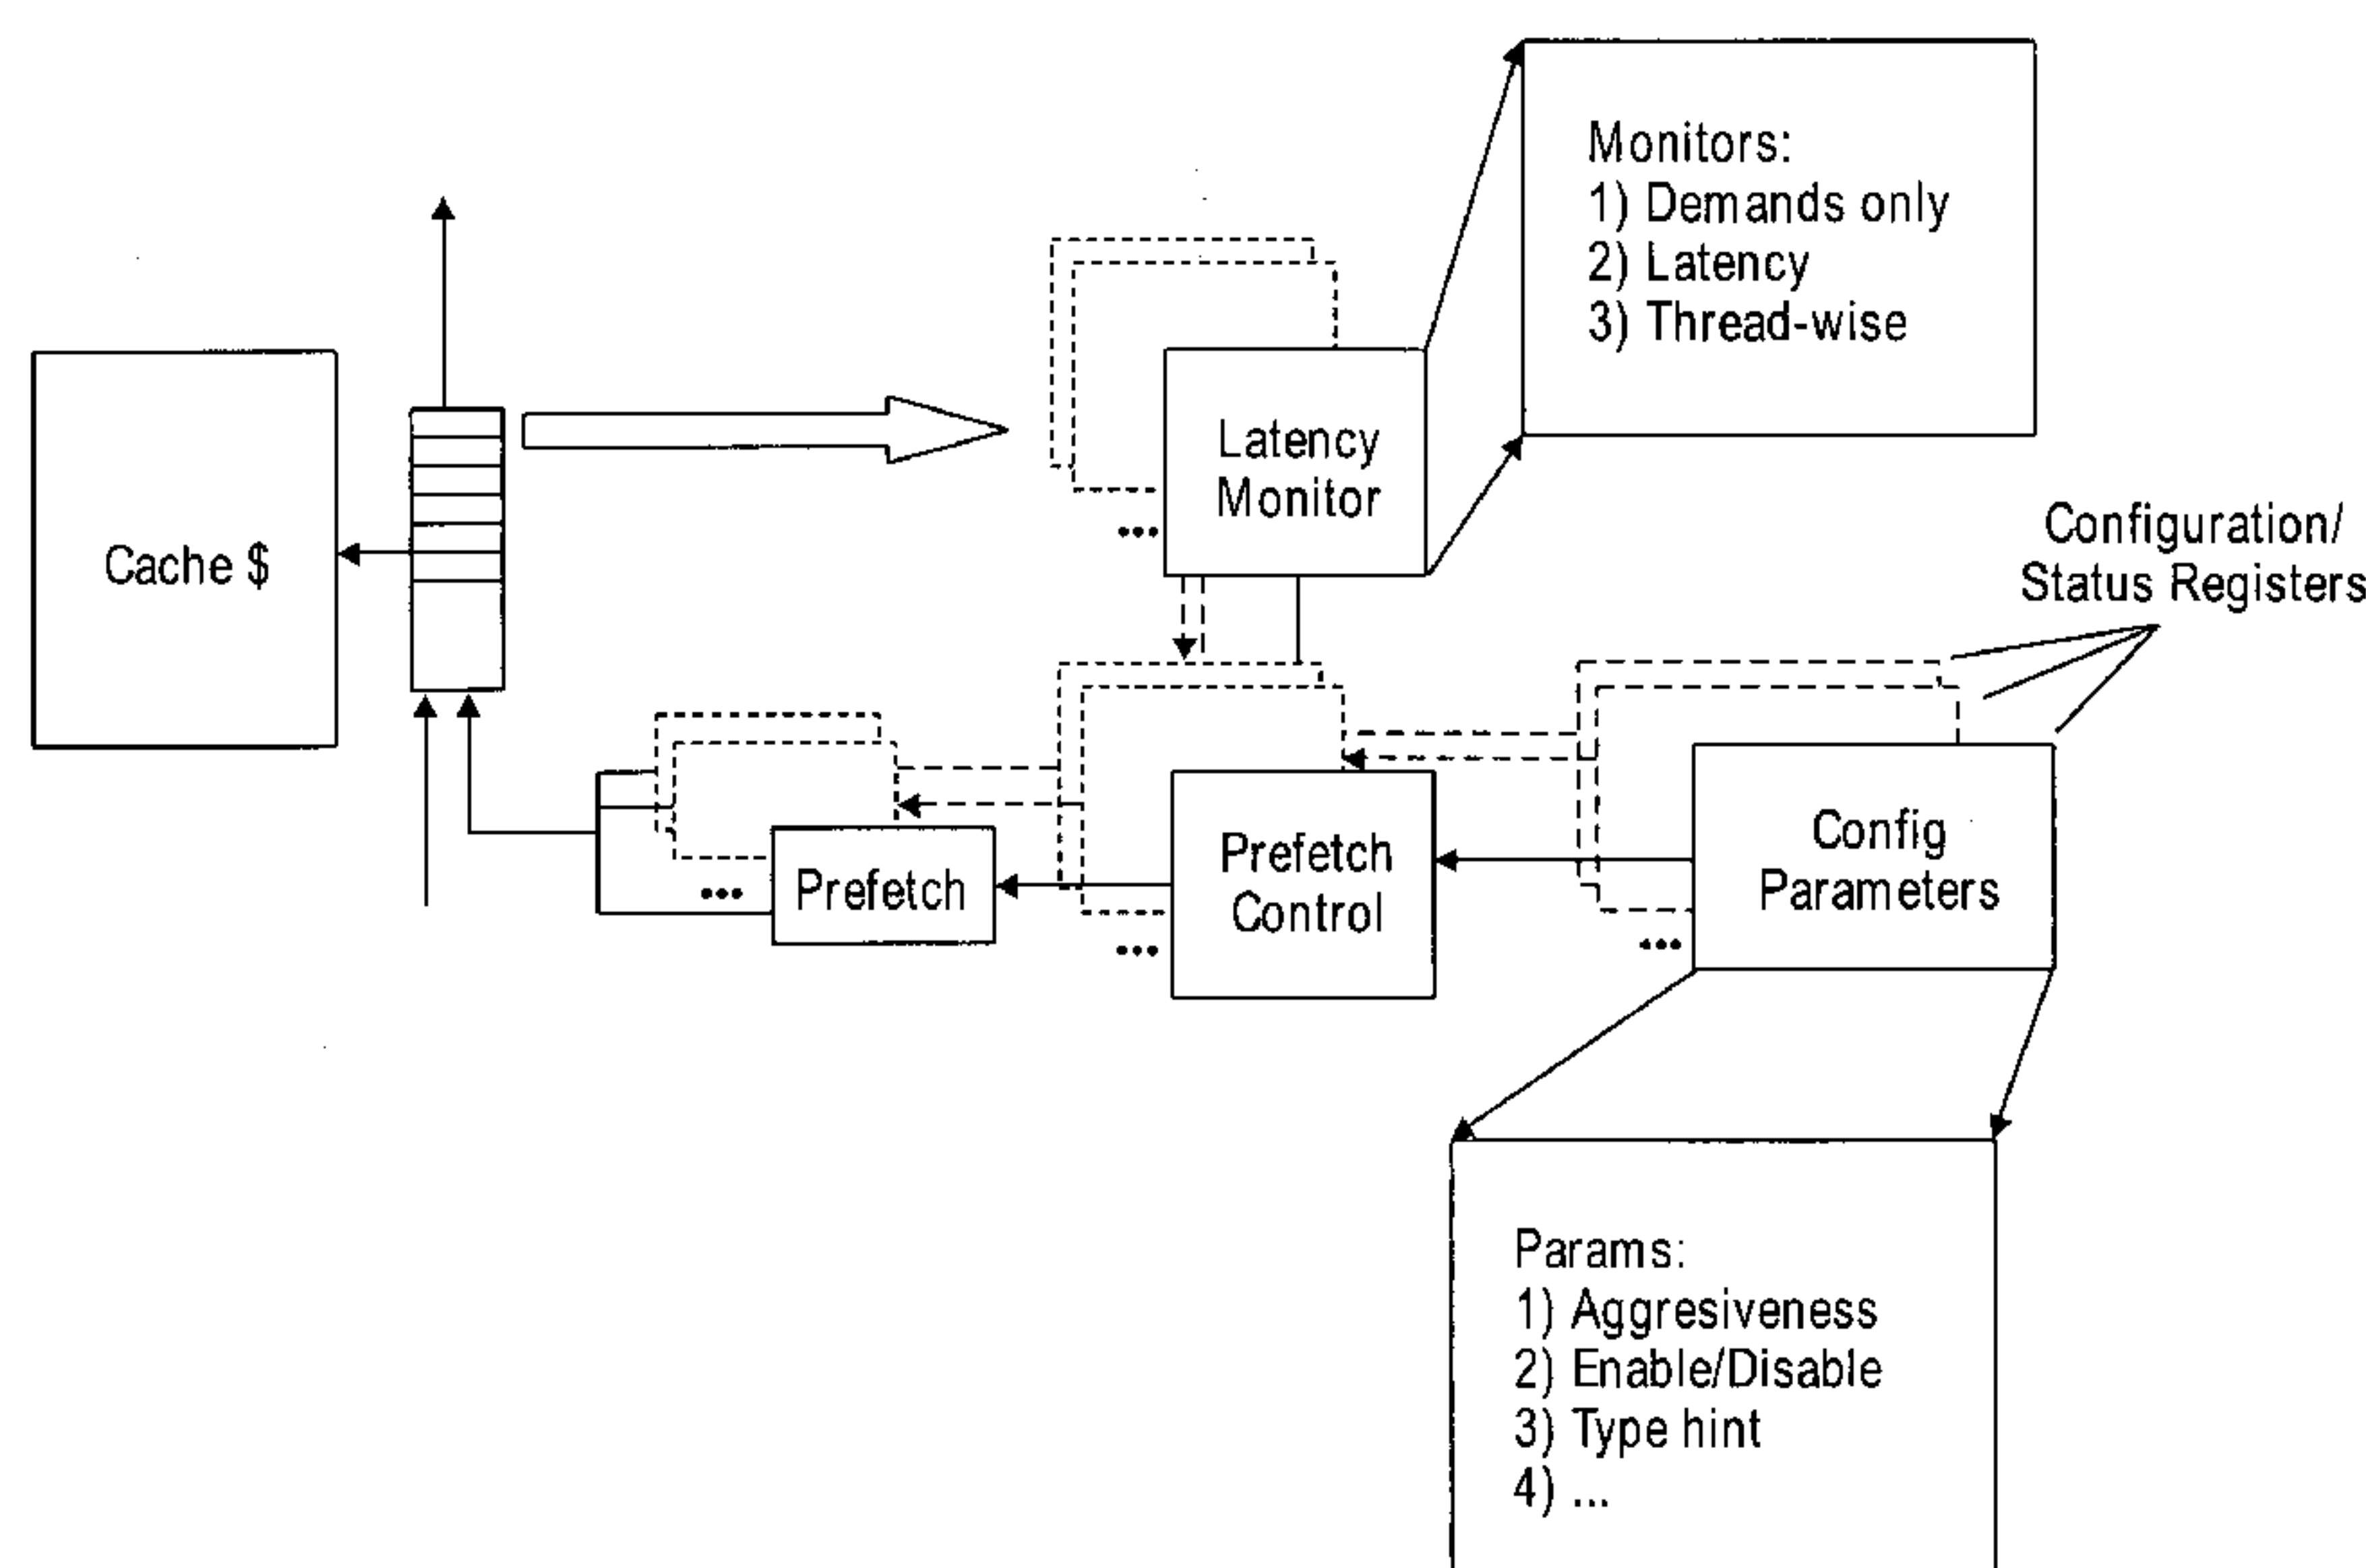 Monitors:
1) Demands only
2) Latency
3) Thread-wise
Latency
Monitor
Cache $
Configuration/
Status Registers
Prefetch
Prefetch
Control
Config
Parameters
Params:
1) Aggresiveness
2) Enable/Disable
3) Type hint
4) ...